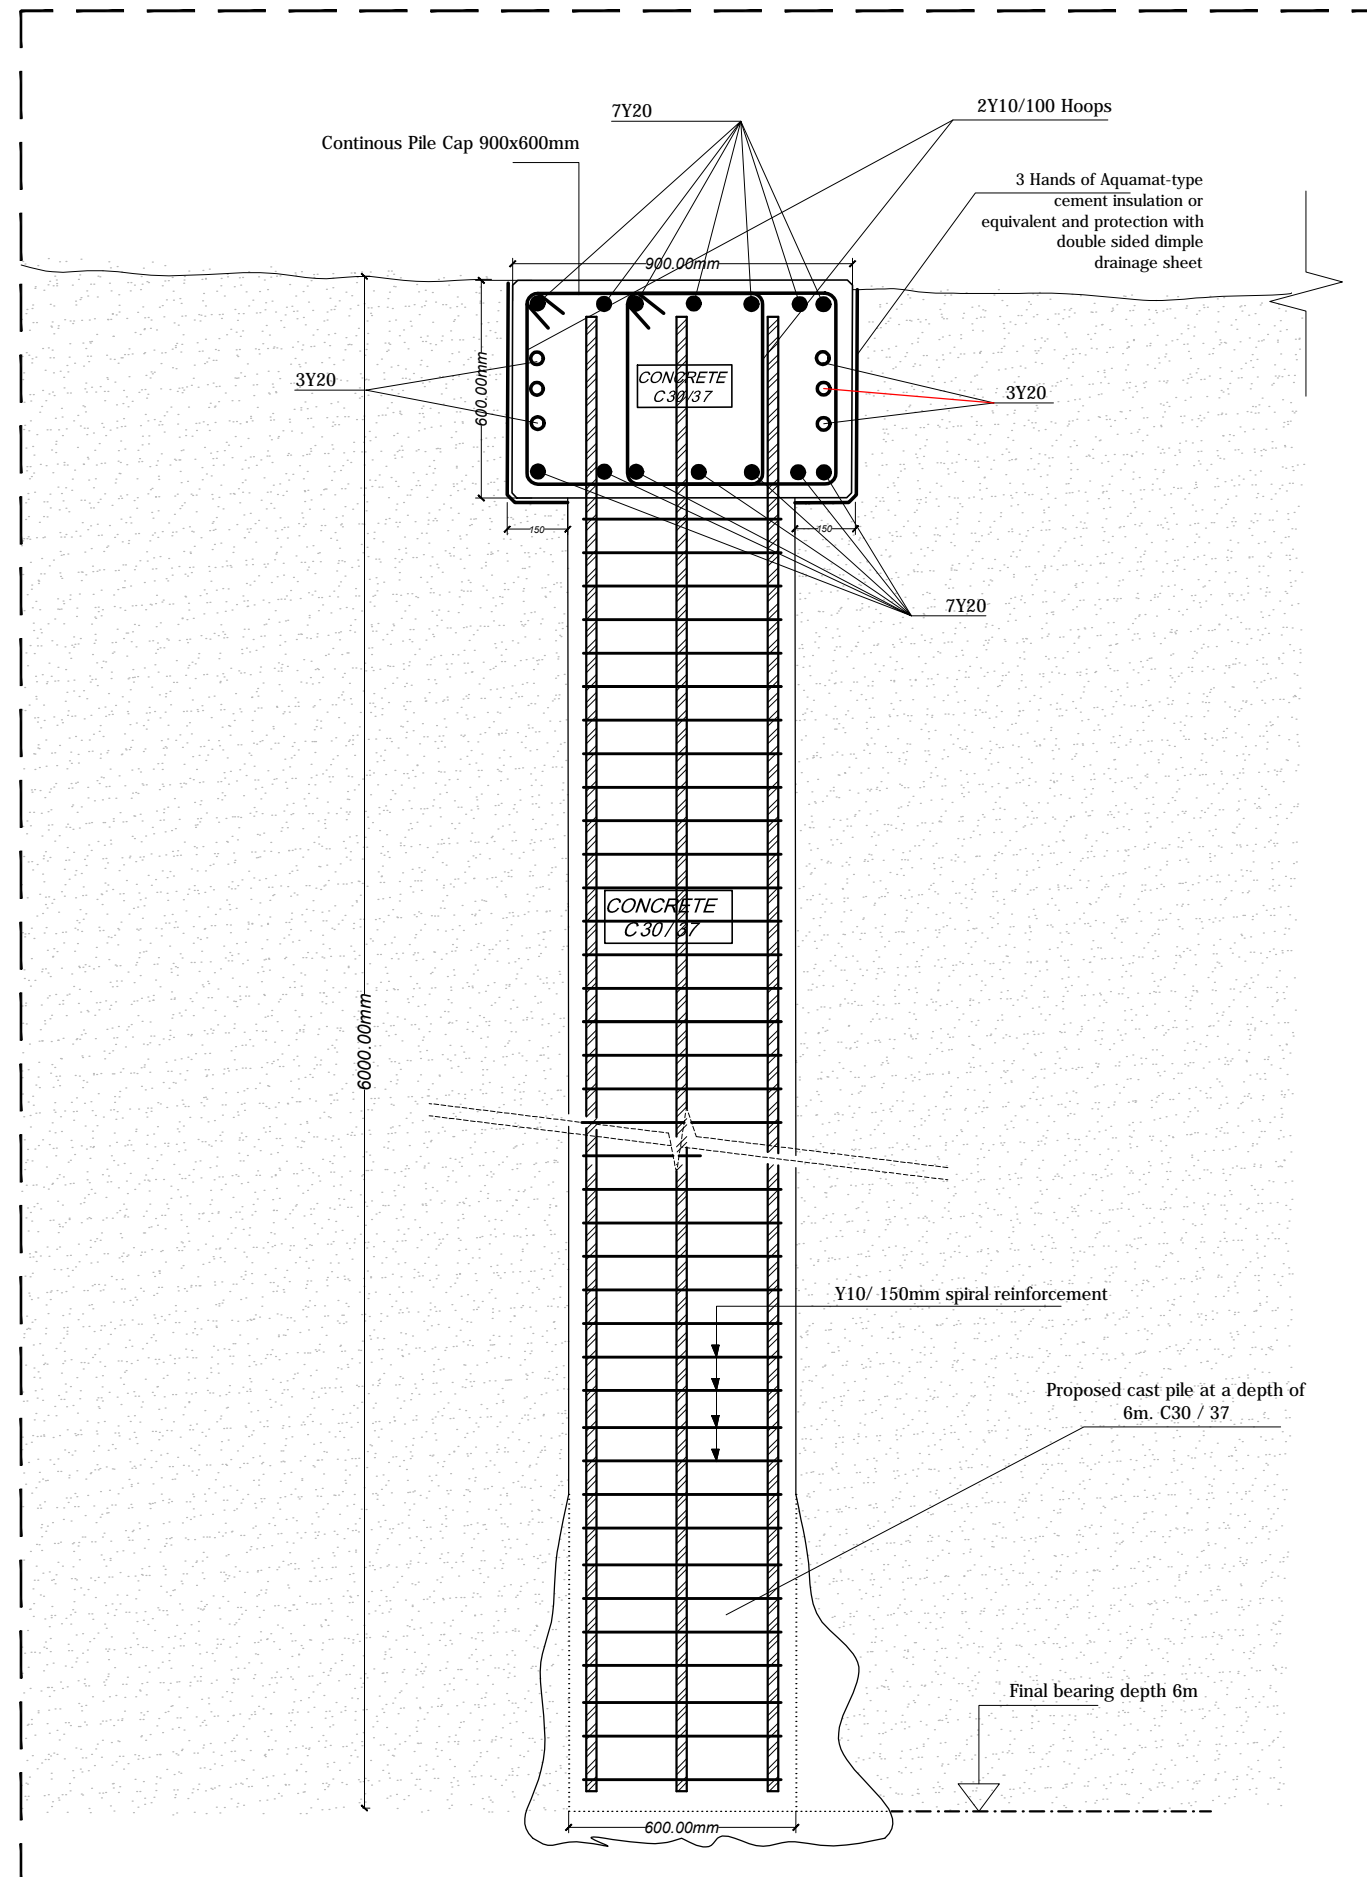 7Y20
2Y10/100 Hoops
Continous Pile Cap 900x600mm
3 Hands of Aquamat-type
cement insulation or
equivalent and protection with
double sided dimple
drainage sheet
900.00mm
600.00mm
CONCRETE
C30/37
3Y20
3Y20
150
150
7Y20
CONCRETE
C30/37
6000.00mm
Y10/ 150mm spiral reinforcement
Proposed cast pile at a depth of
6m. C30 / 37
Final bearing depth 6m
600.00mm